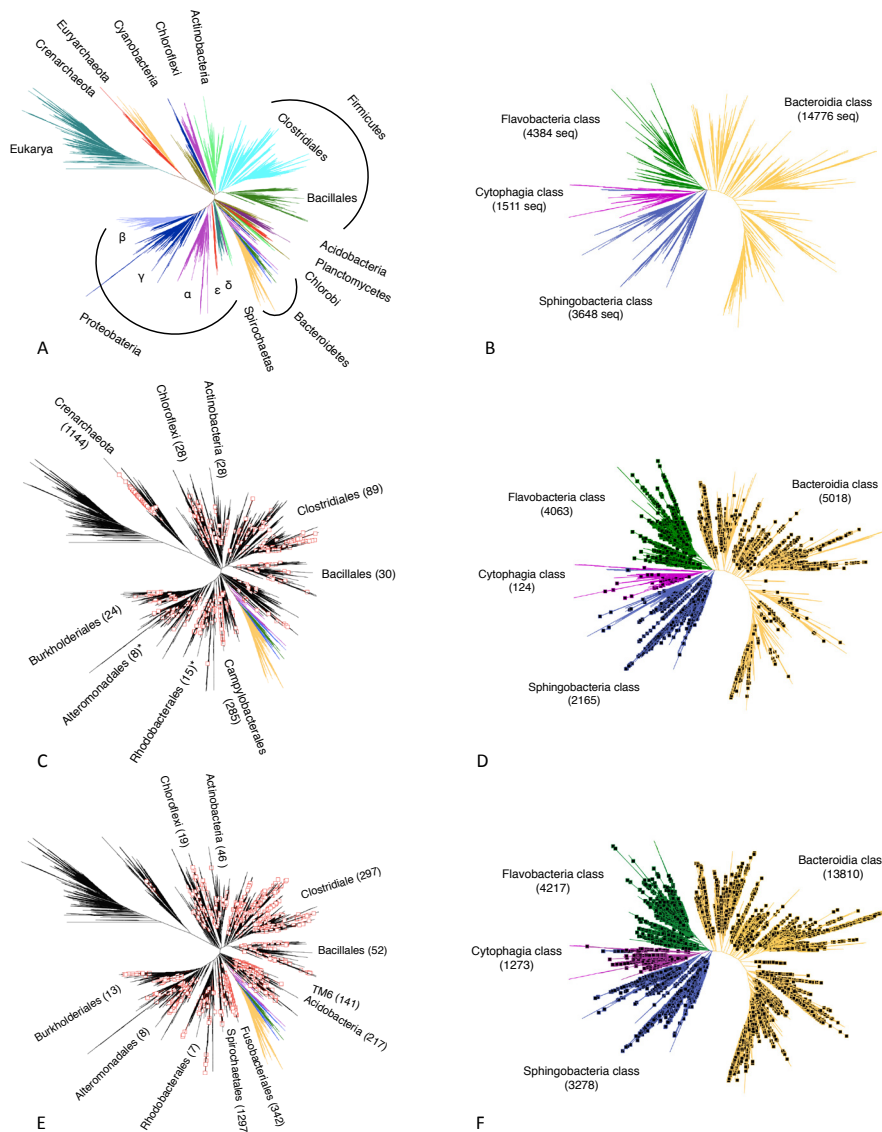 Crenarchaeota
Euryarchaeota
Cyanobacteria
Chloroflexi
Actinobacteria
Firmicutes
Clostridiales
Eukarya
Bacillales
β
γ
α
ε
δ
Acidobacteria
Planctomycetes
Chlorobi
Bacteroidetes
Spirochaetas
Proteobateria
A
Flavobacteria class
(4384 seq)
Bacteroidia class
(14776 seq)
Cytophagia class
(1511 seq)
Sphingobacteria class
(3648 seq)
B
Crenarchaeota
(1144)
Chloroflexi (28)
Actinobacteria (28)
Clostridiales (89)
Bacillales (30)
Burkholderiales (24)
Alteromonadales (8)*
Rhodobacterales (15)*
Campylobacterales
(285)
C
Flavobacteria class
(4063)
Bacteroidia class
(5018)
Cytophagia class
(124)
Sphingobacteria class
(2165)
D
Chloroflexi (19)
Actinobacteria (46)
Clostridiale (297)
Bacillales (52)
TM6 (141)
Acidobacteria (217)
Burkholderiales (13)
Alteromonadales (8)
Rhodobacterales (7)
Spirochaetales (1297
Fusobacteriales (342)
E
Flavobacteria class
(4217)
Bacteroidia clas
(13810)
Cytophagia class
(1273)
Sphingobacteria class
(3278)
F